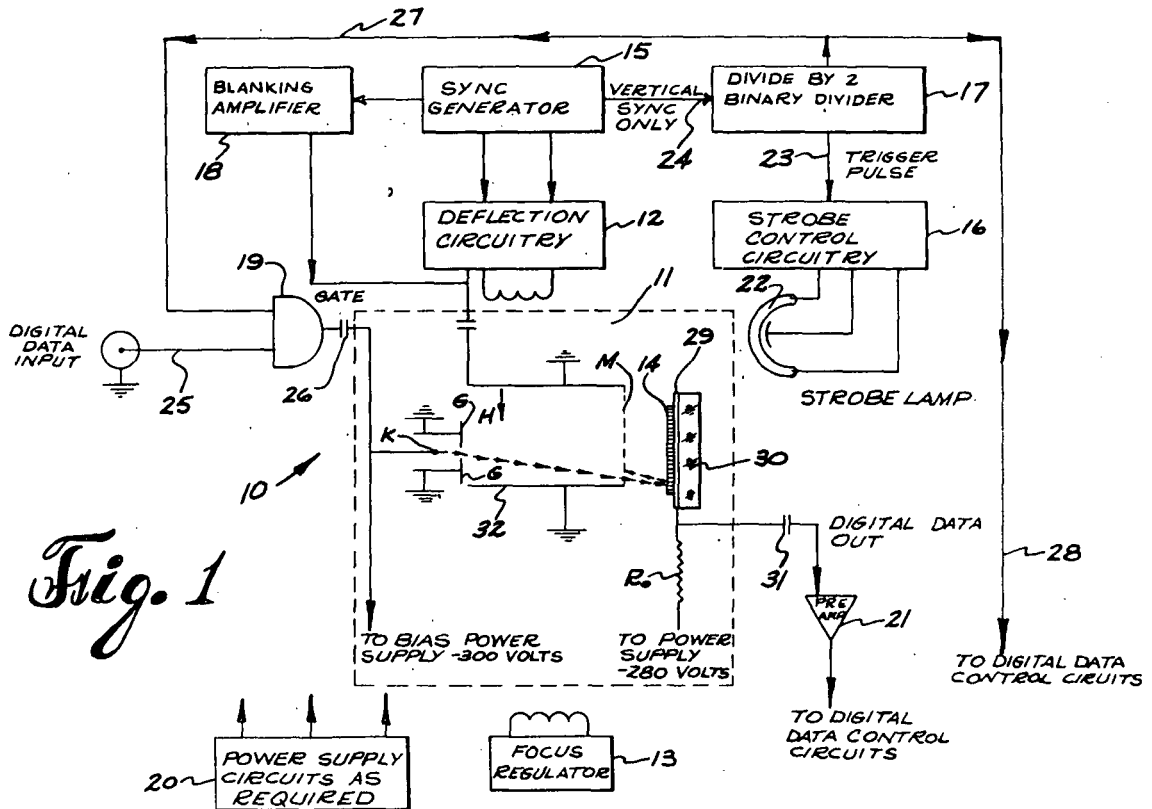 27
15
BLANKING
AMPLIFIER
18
SYNC
GENERATOR
VERTICAL
SYNC
ONLY
24
DIVIDE BY 2
BINARY DIVIDER
17
23
TRIGGER
PULSE
DEFLECTION
CIRCUITRY
12
STROBE
CONTROL
CIRCUITRY
16
19
GATE
11
22
DIGITAL
DATA
INPUT
25
26
M
14
29
STROBE LAMP
G
H
K
G
30
10
32
DIGITAL DATA
OUT
31
28
Fig. 1
R.
PRE
AMP
21
TO BIAS POWER
SUPPLY -300 VOLTS
TO POWER
SUPPLY
-280 VOLTS
TO DIGITAL DATA
CONTROL CIRUITS
TO DIGITAL
DATA CONTROL
CIRCUITS
20
POWER SUPPLY
CIRCUITS AS
REQUIRED
FOCUS
REGULATOR
13